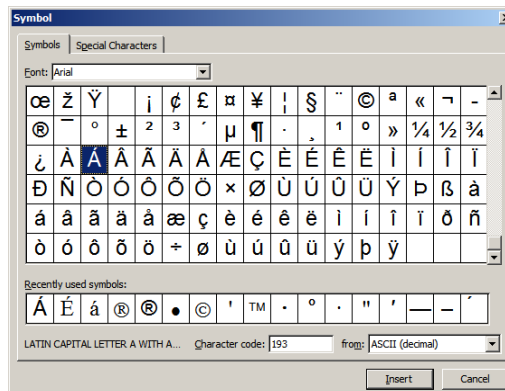 Symbol
Symbols Special Characters
Font: Arial
œ ž Ÿ ¡ ¢ £ ¤ ¥ ¦ § ¨ © ª « ¬ -
® ¯ ° ± ² ³ ´ µ ¶ · ¸ ¹ º » ¼ ½ ¾
¿ À Á Â Ã Ä Å Æ Ç È É Ê Ë Ì Í Î Ï
Ð Ñ Ò Ó Ô Õ Ö × Ø Ù Ú Û Ü Ý Þ ß à
á â ã ä å æ ç è é ê ë ì í î ï ð ñ
ò ó ô õ ö ÷ ø ù ú û ü ý þ ÿ
Recently used symbols:
Á É á ® ® • © ' ™ · ° · " ′ — – ´
LATIN CAPITAL LETTER A WITH A... Character code: 193 from: ASCII (decimal)
Insert Cancel